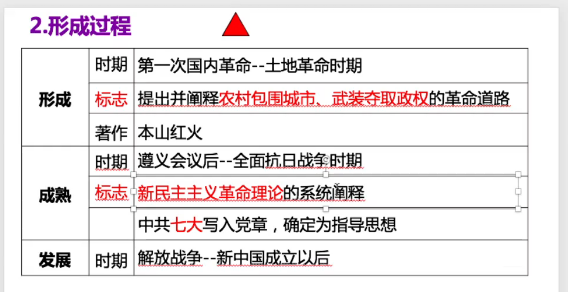 2.形成过程
时期 第一次国内革命--土地革命时期
形成 标志 提出并阐释农村包围城市、武装夺取政权的革命道路
著作 本山红火
时期 遵义会议后--全面抗日战争时期
成熟 标志 新民主主义革命理论的系统阐释
中共七大写入党章，确定为指导思想
发展 时期 解放战争--新中国成立以后